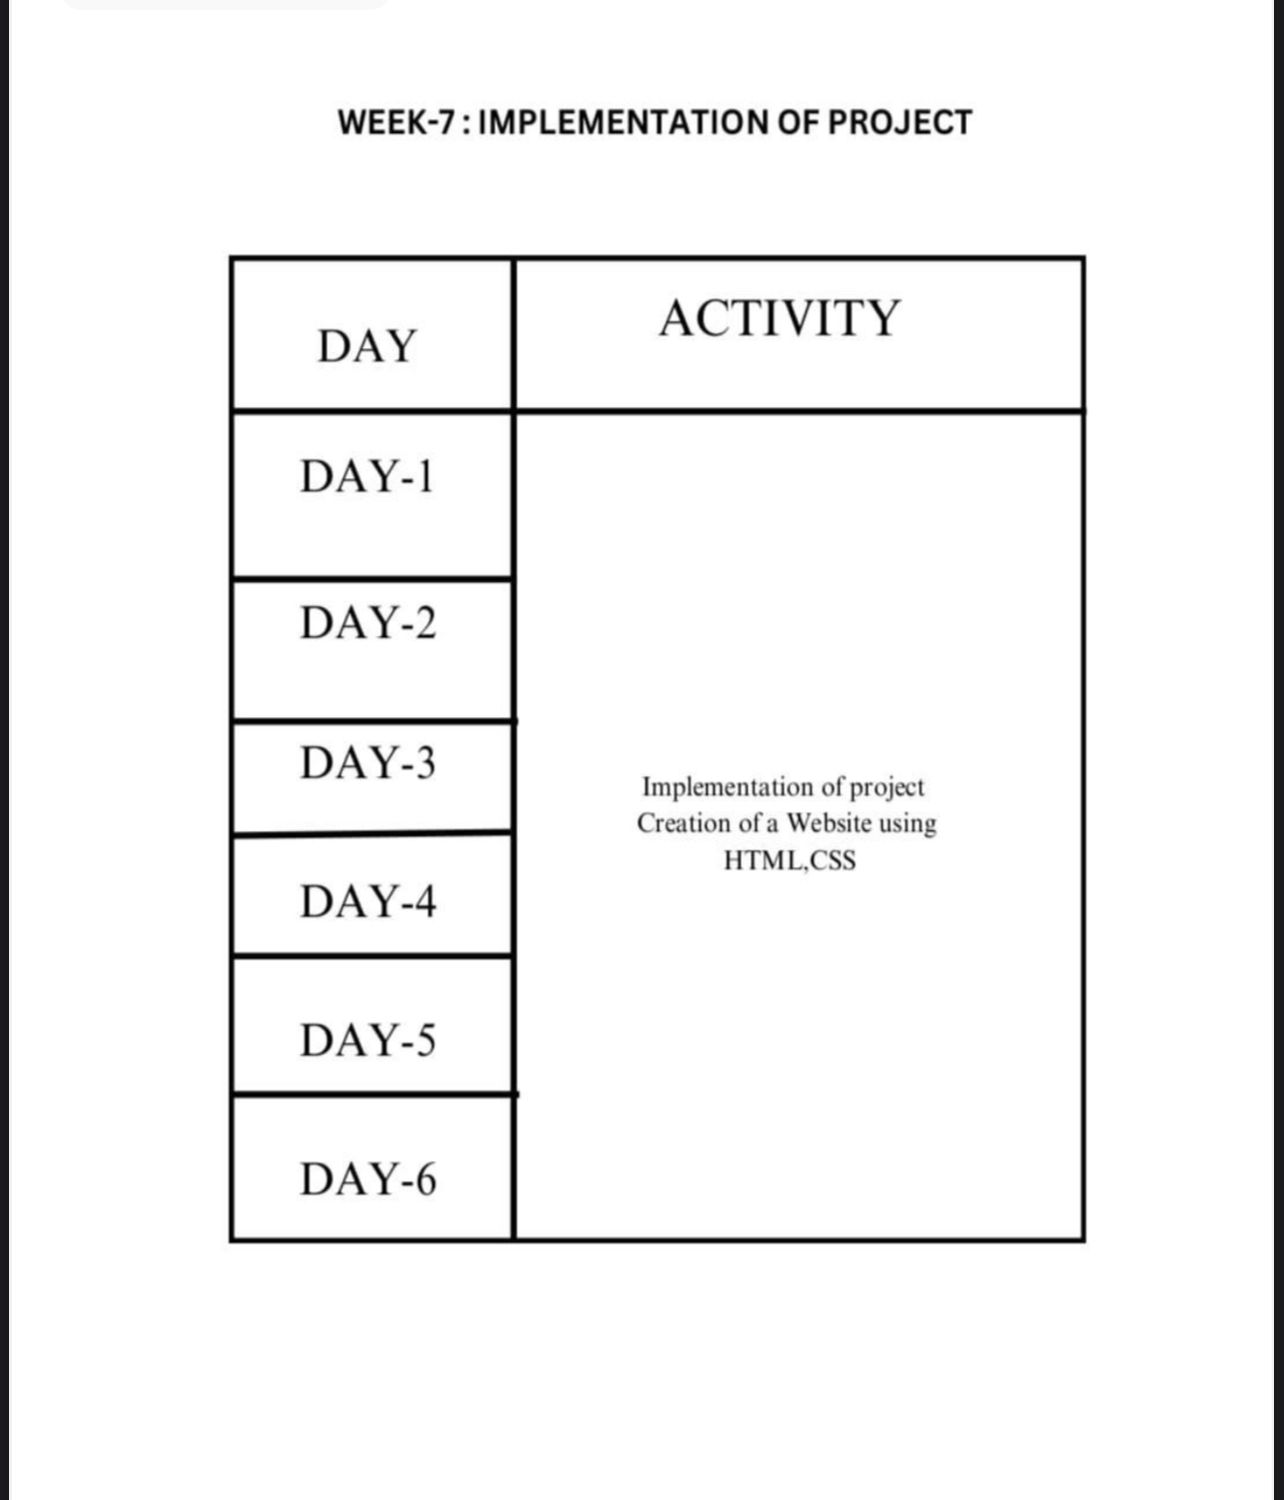 WEEK-7 : IMPLEMENTATION OF PROJECT
DAY
ACTIVITY
DAY-1
DAY-2
DAY-3
DAY-4
DAY-5
DAY-6
Implementation of project
Creation of a Website using
HTML,CSS